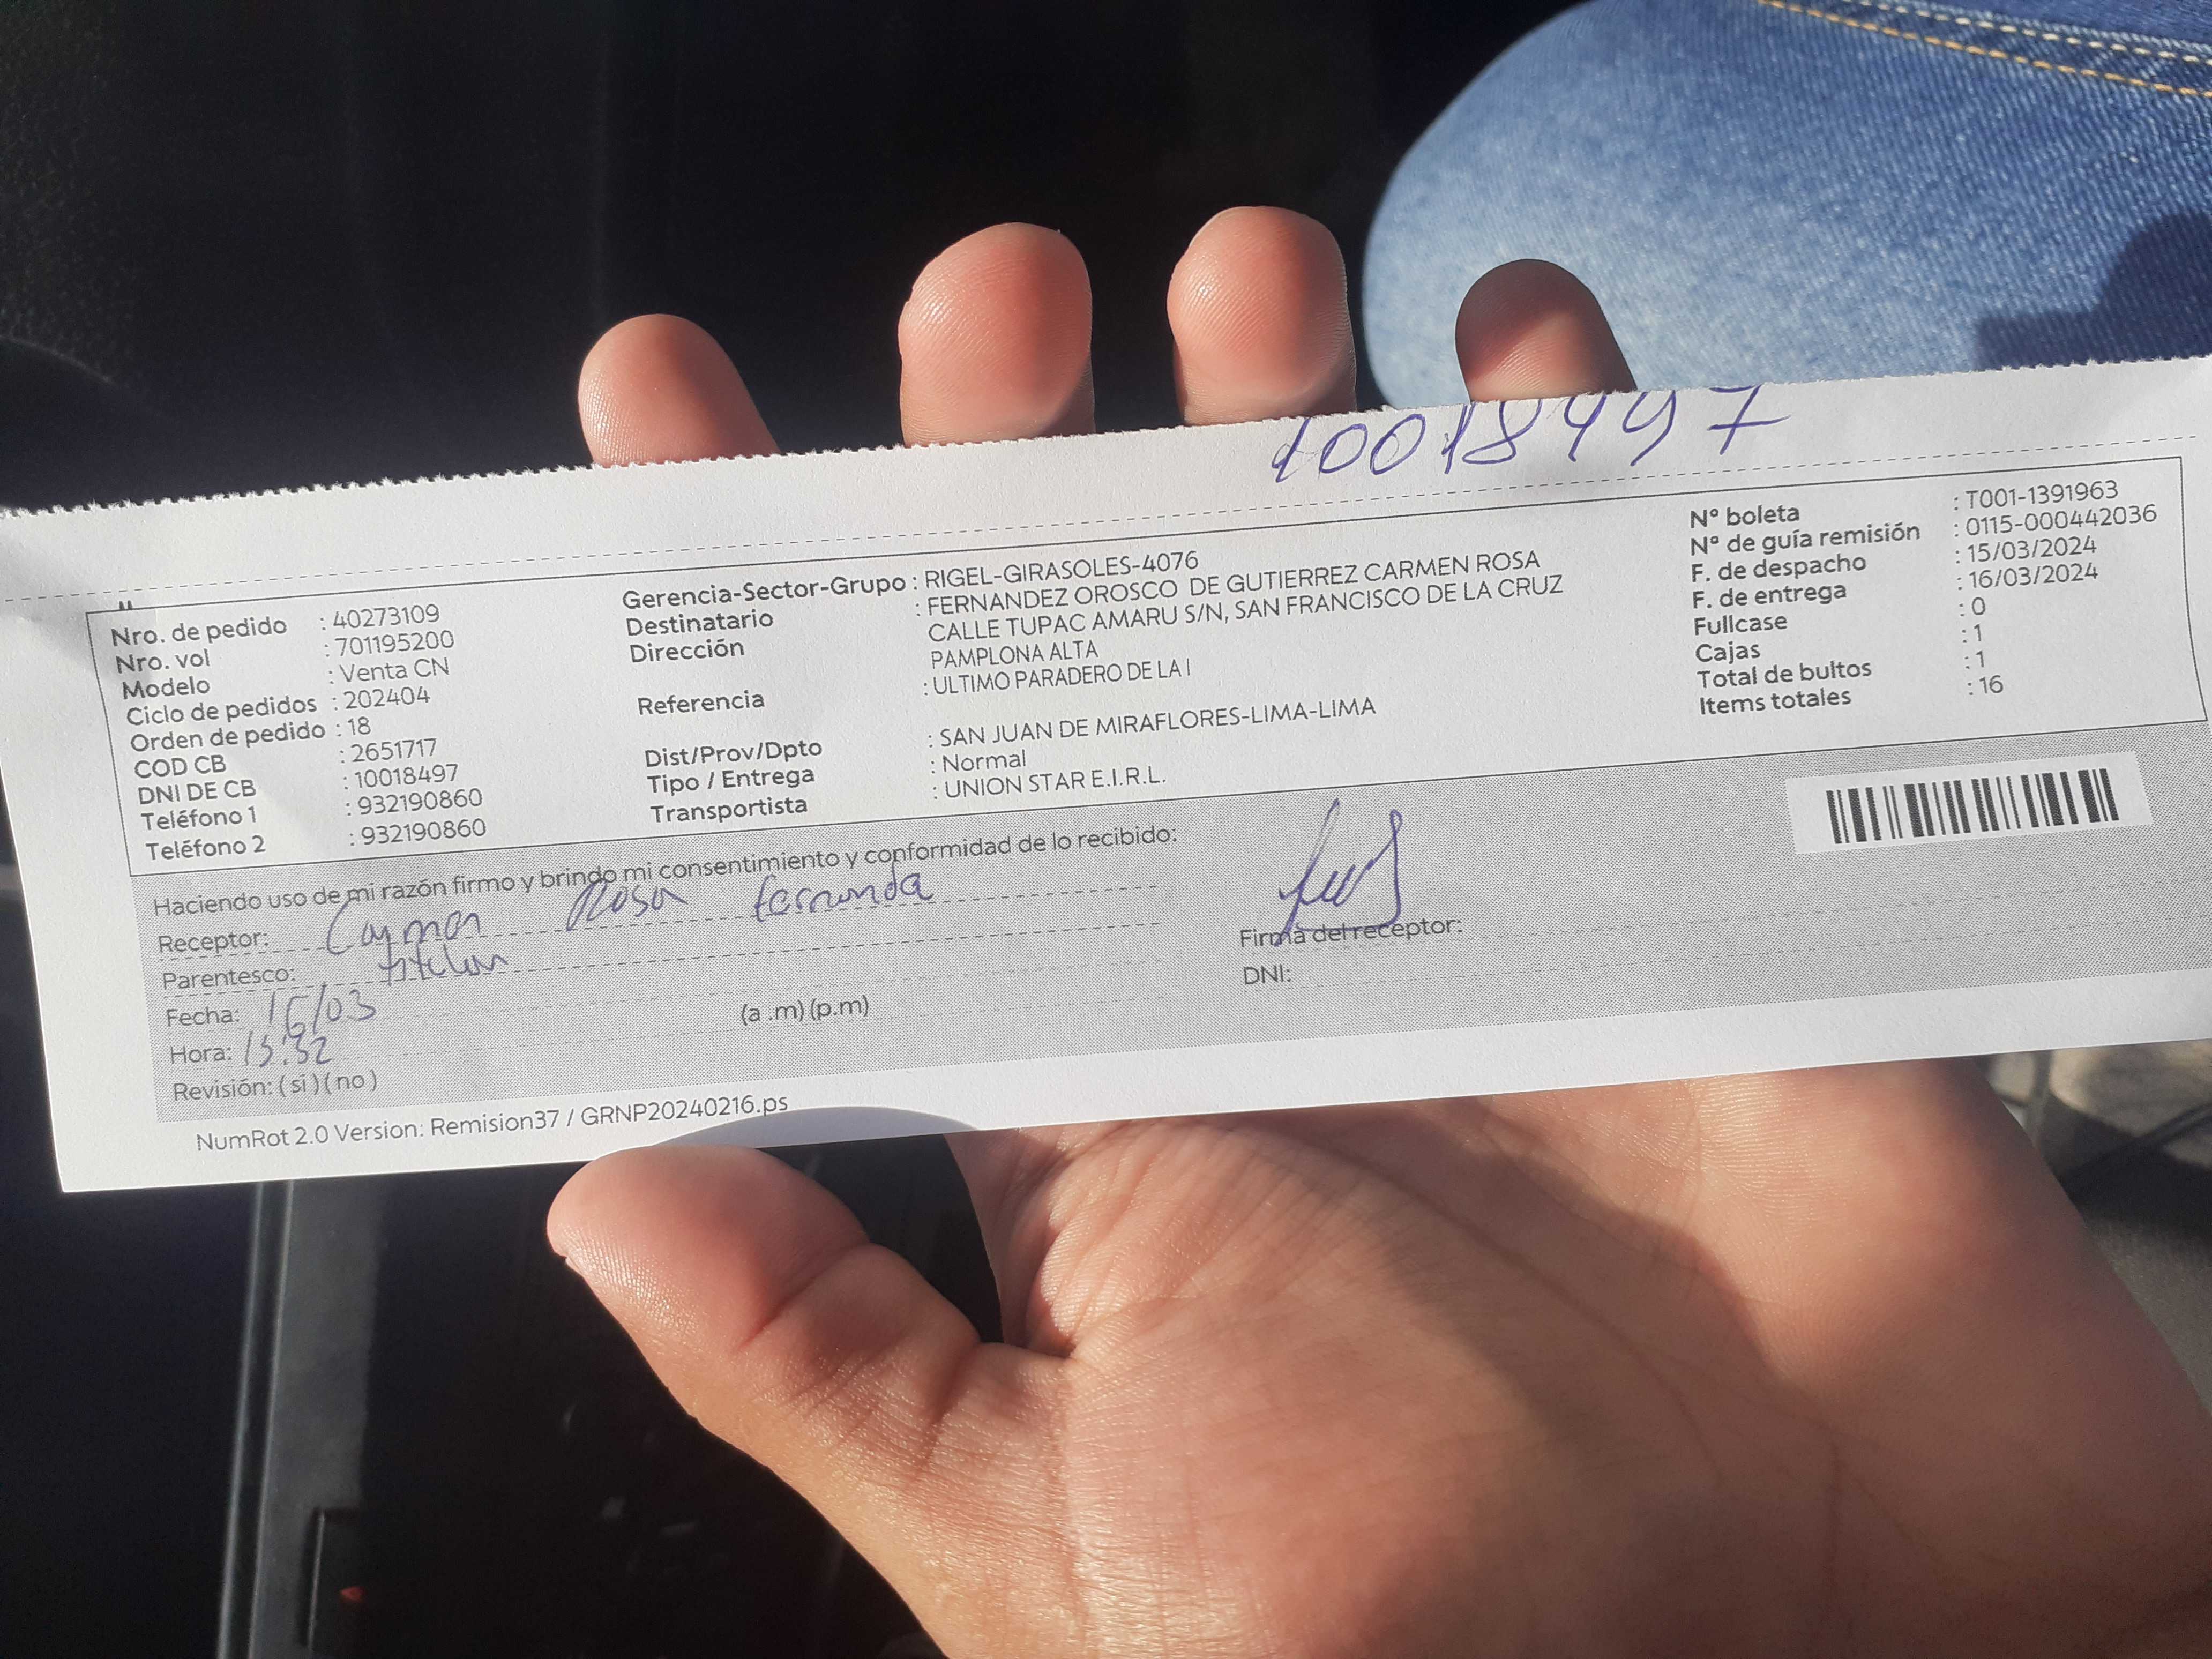 10018497
Nro. de pedido : 40273109
Nro. vol : 701195200
Modelo : Venta CN
Ciclo de pedidos : 202404
Orden de pedido : 18
COD CB : 2651717
DNI DE CB : 10018497
Teléfono 1 : 932190860
Teléfono 2 : 932190860
Gerencia-Sector-Grupo : RIGEL-GIRASOLES-4076
Destinatario : FERNANDEZ OROSCO DE GUTIERREZ CARMEN ROSA
Dirección CALLE TUPAC AMARU S/N, SAN FRANCISCO DE LA CRUZ
PAMPLONA ALTA
Referencia : ULTIMO PARADERO DE LA I
Dist/Prov/Dpto : SAN JUAN DE MIRAFLORES-LIMA-LIMA
Tipo / Entrega : Normal
Transportista : UNION STAR E.I.R.L.
N° boleta : T001-1391963
N° de guía remisión : 0115-000442036
F. de despacho : 15/03/2024
F. de entrega : 16/03/2024
Fullcase : 0
Cajas : 1
Total de bultos : 1
Items totales : 16
Haciendo uso de mi razón firmo y brindo mi consentimiento y conformidad de lo recibido:
Receptor: Carmen Rosa
Parentesco:
Fecha: 16/03
Hora: 15:32 (a .m) (p.m)
Revisión: ( si ) ( no )
Firma del receptor:
DNI:
NumRot 2.0 Version: Remision37 / GRNP20240216.ps